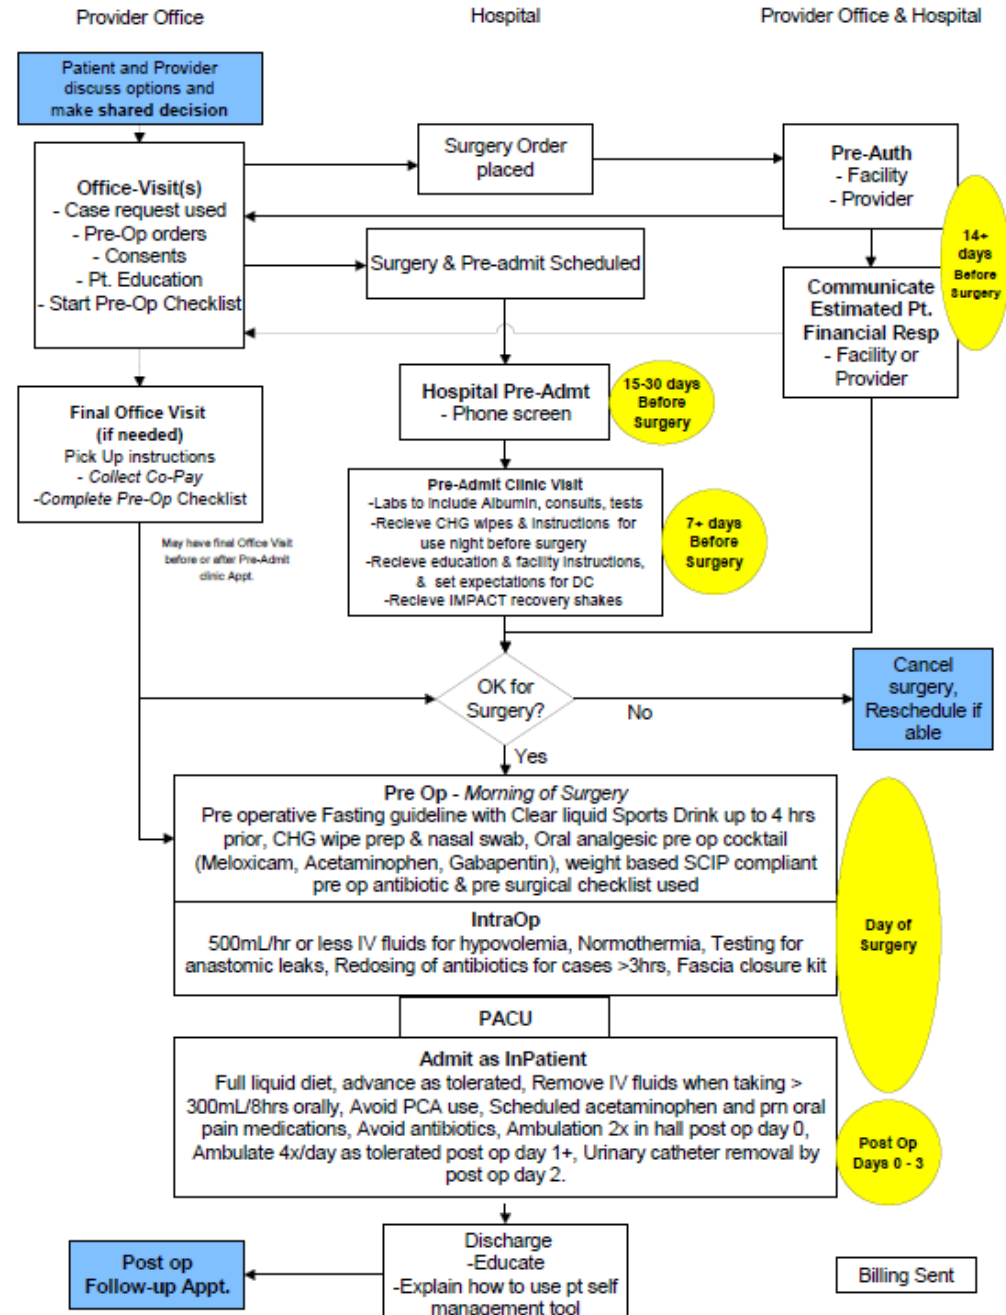 Provider Office
Hospital
Provider Office & Hospital
Patient and Provider
discuss options and
make shared decision
Surgery Order
placed
Pre-Auth
- Facility
- Provider
Office-Visit(s)
- Case request used
- Pre-Op orders
- Consents
- Pt. Education
- Start Pre-Op Checklist
14+
days
Before
Surgery
Surgery & Pre-admit Scheduled
Communicate
Estimated Pt.
Financial Resp
- Facility or
Provider
Hospital Pre-Admt
- Phone screen
15-30 days
Before
Surgery
Final Office Visit
(if needed)
Pick Up instructions
- Collect Co-Pay
-Complete Pre-Op Checklist
May have final Office Visit
before or after Pre-Admit
clinic Appt.
Pre-Admit Clinic Visit
-Labs to include Albumin, consults, tests
-Recieve CHG wipes & instructions for
use night before surgery
-Recieve education & facility instructions,
& set expectations for DC
-Recieve IMPACT recovery shakes
7+ days
Before
Surgery
OK for
Surgery?
No
Cancel
surgery,
Reschedule if
able
Yes
Pre Op - Morning of Surgery
Pre operative Fasting guideline with Clear liquid Sports Drink up to 4 hrs
prior, CHG wipe prep & nasal swab, Oral analgesic pre op cocktail
(Meloxicam, Acetaminophen, Gabapentin), weight based SCIP compliant
pre op antibiotic & pre surgical checklist used
IntraOp
500mL/hr or less IV fluids for hypovolemia, Normothermia, Testing for
anastomic leaks, Redosing of antibiotics for cases >3hrs, Fascia closure kit
Day of
Surgery
PACU
Admit as InPatient
Full liquid diet, advance as tolerated, Remove IV fluids when taking >
300mL/8hrs orally, Avoid PCA use, Scheduled acetaminophen and prn oral
pain medications, Avoid antibiotics, Ambulation 2x in hall post op day 0,
Ambulate 4x/day as tolerated post op day 1+, Urinary catheter removal by
post op day 2.
Post Op
Days 0 - 3
Discharge
-Educate
-Explain how to use pt self
management tool
Post op
Follow-up Appt.
Billing Sent